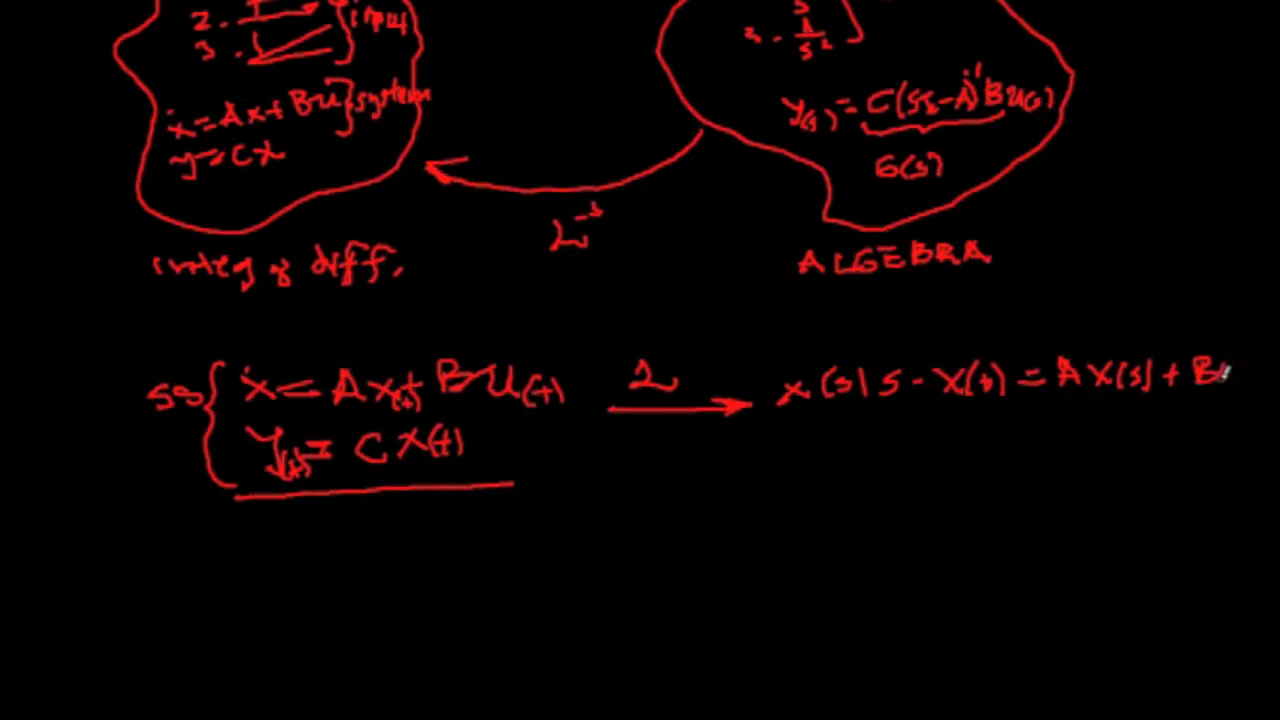 2. input
3.
ẋ = Ax + Bu } system
y = Cx
s
2. 1/s²
Y(s) = C(sI-A)⁻¹BU(s)
G(s)
L⁻¹
integ & diff.
ALGEBRA
SS { ẋ = Ax(t) + BU(t)
L
x(s)s - X(0) = AX(s) + BU
Y(t) = CX(t)